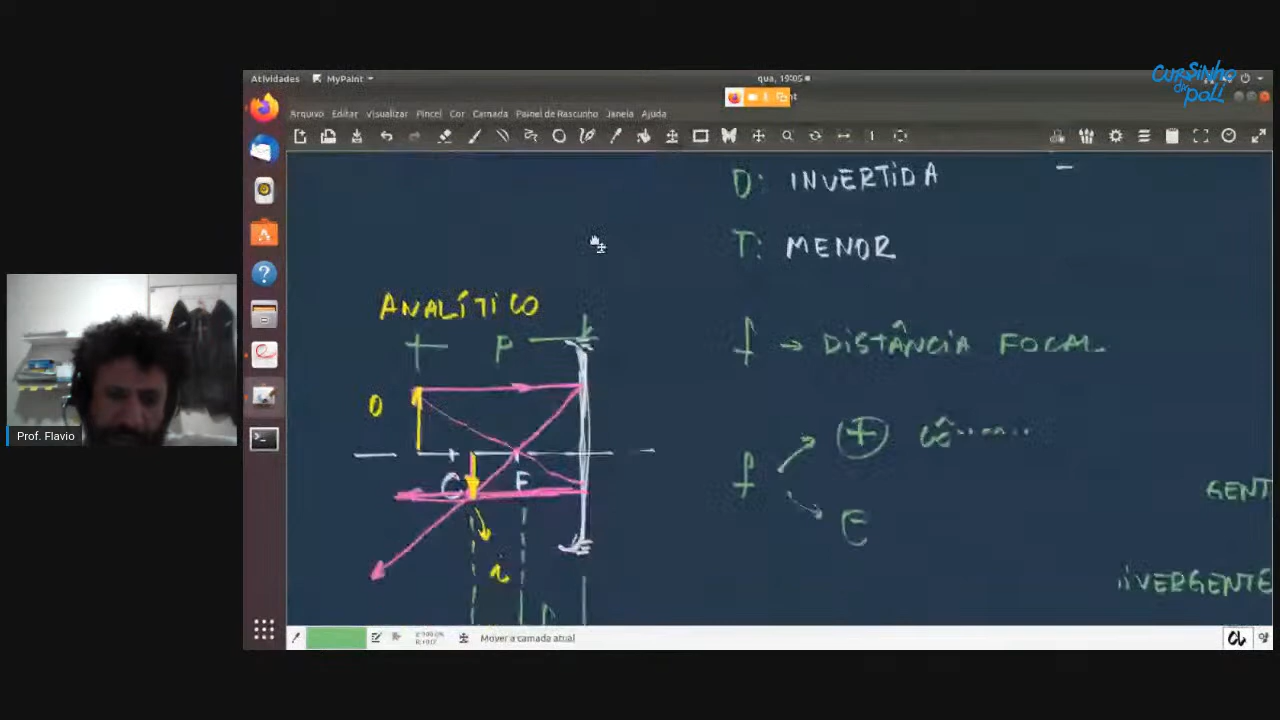 CURSINHO da POLI
Atividades MyPaint qua, 19:05
Arquivo Editar Visualizar Pincel Cor Camada Painel de Rascunho Janela Ajuda
D: INVERTIDA
T: MENOR
ANALÍTICO
P
f → DISTÂNCIA FOCAL
O
f
+
C F
GENT
i
IVERGENTE
Prof. Flavio
Mover a camada atual